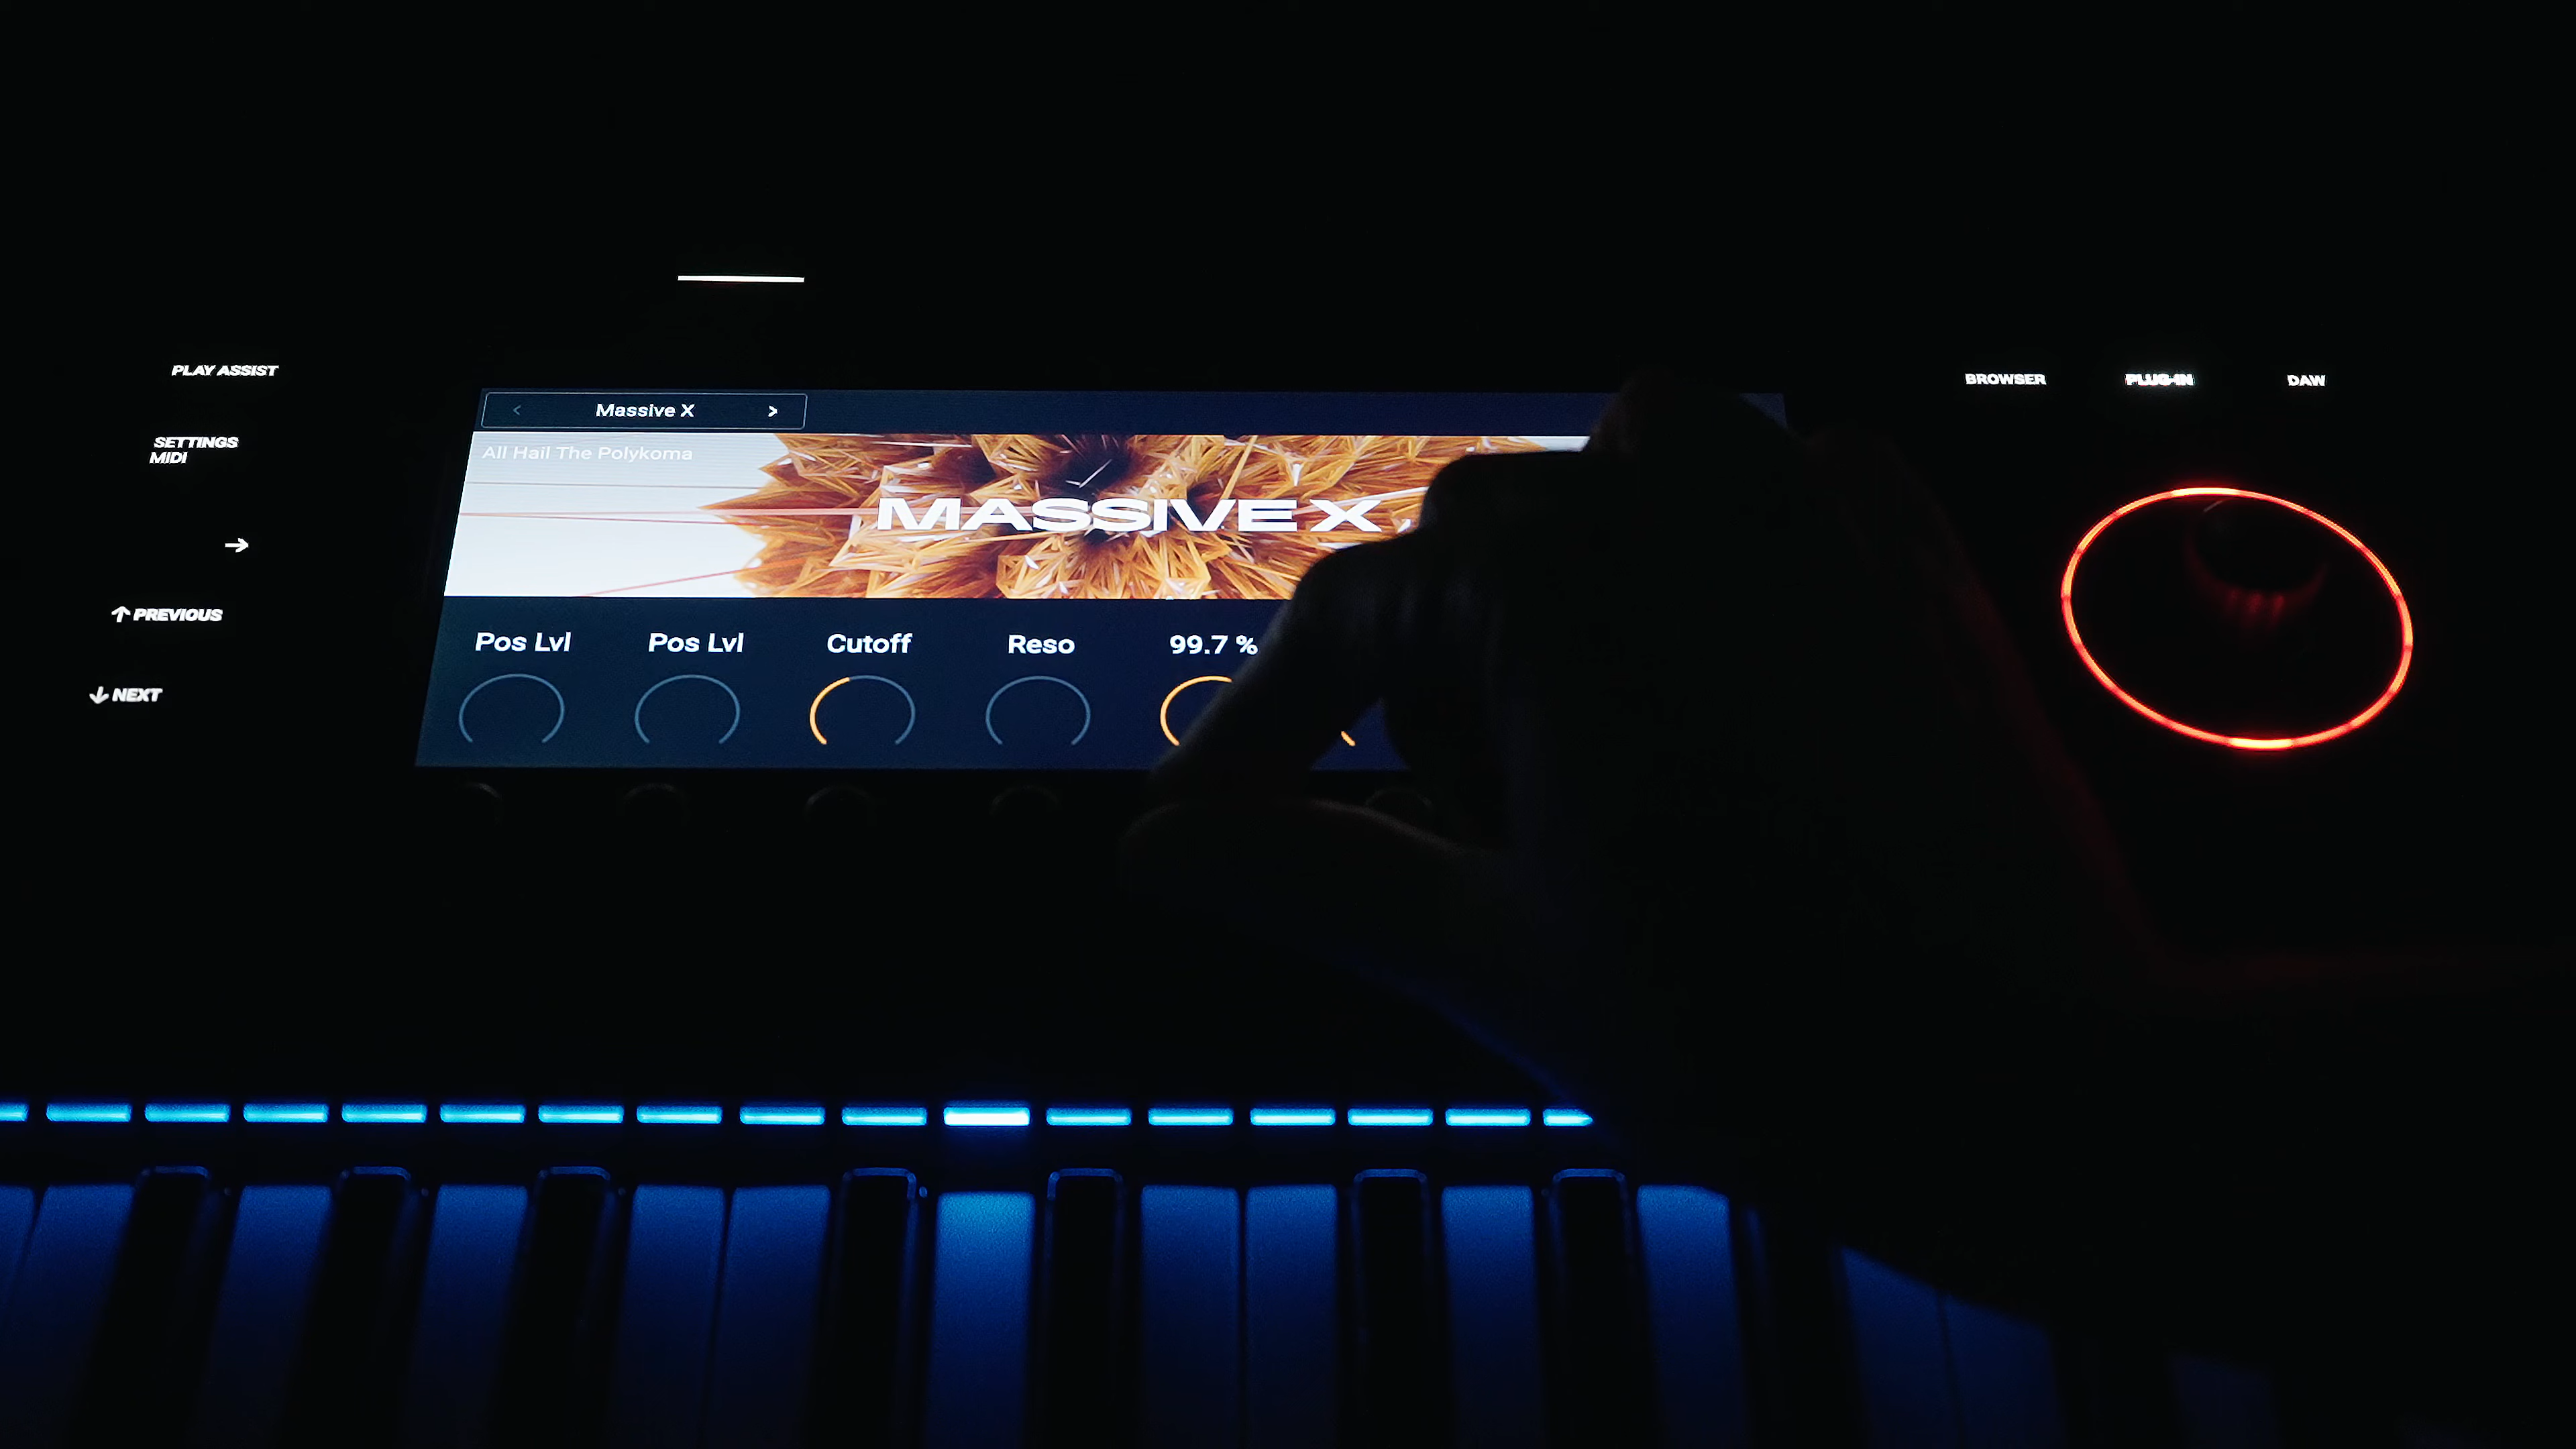 PLAY ASSIST
SETTINGS
MIDI
→
↑ PREVIOUS
↓ NEXT
< Massive X >
All Hail The Polykoma
MASSIVE X
Pos Lvl
Pos Lvl
Cutoff
Reso
99.7 %
BROWSER
PLUG-IN
DAW